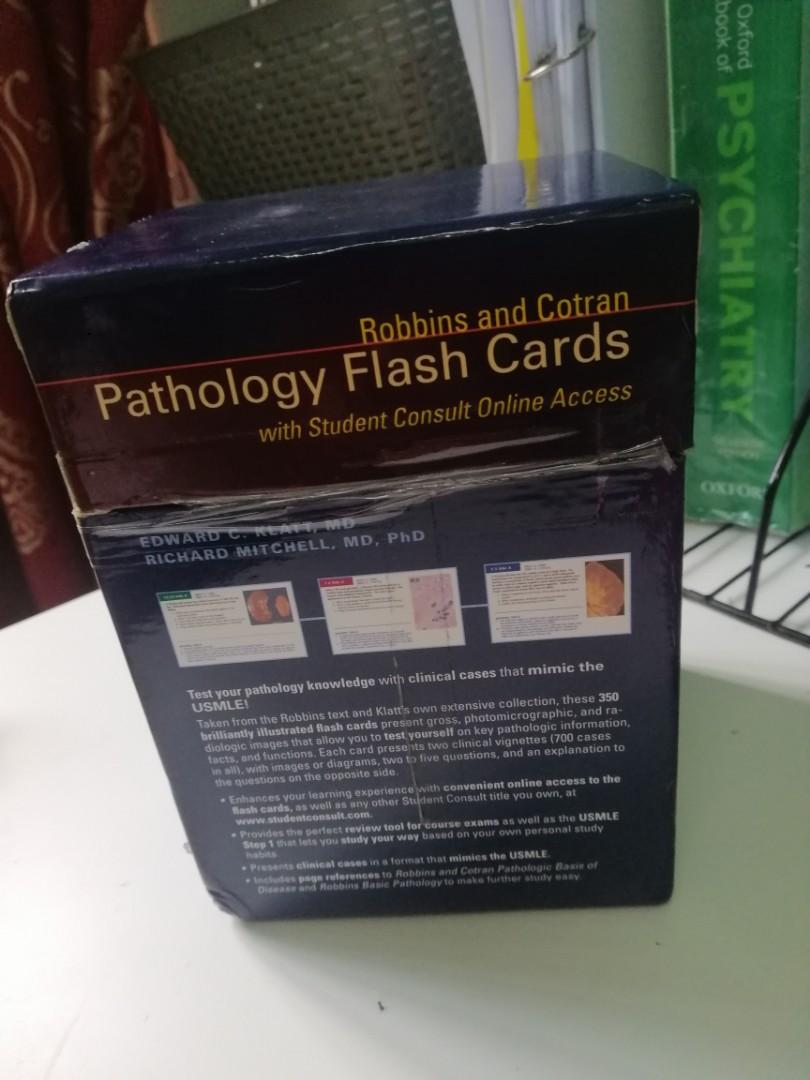 Robbins and Cotran
Pathology Flash Cards
with Student Consult Online Access
EDWARD C. KLATT, MD
RICHARD MITCHELL, MD, PhD
Test your pathology knowledge with clinical cases that mimic the
USMLE!
Taken from the Robbins text and Klatt's own extensive collection, these 350
brilliantly illustrated flash cards present gross, photomicrographic, and ra-
diologic images that allow you to test yourself on key pathologic information,
facts, and functions. Each card presents two clinical vignettes (700 cases
in all), with images or diagrams, two to five questions, and an explanation to
the questions on the opposite side.
• Enhances your learning experience with convenient online access to the
flash cards, as well as any other Student Consult title you own, at
www.studentconsult.com.
• Provides the perfect review tool for course exams as well as the USMLE
Step 1 that lets you study your way based on your own personal study
habits.
• Presents clinical cases in a format that mimics the USMLE.
• Includes page references to Robbins and Cotran Pathologic Basis of
Disease and Robbins Basic Pathology to make further study easy.
Oxford
book of
PSYCHIATRY
OXFOR